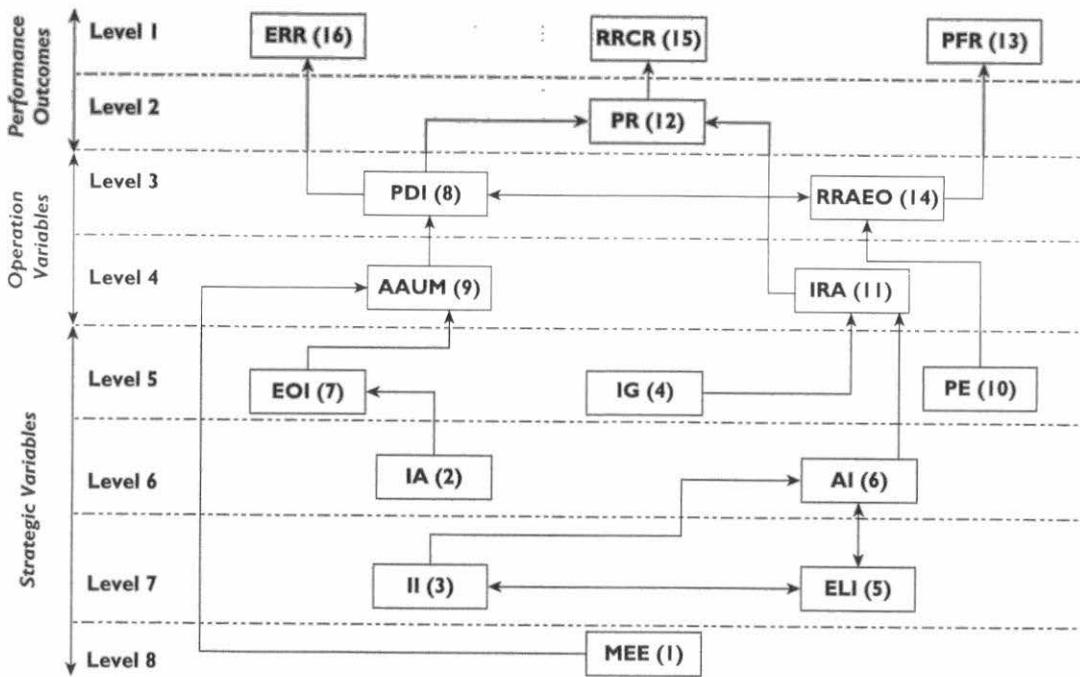 Performance
Outcomes
Level 1
ERR (16)
RRCR (15)
PFR (13)
Level 2
PR (12)
Operation
Variables
Level 3
PDI (8)
RRAEO (14)
Level 4
AAUM (9)
IRA (11)
Strategic Variables
Level 5
EOI (7)
IG (4)
PE (10)
Level 6
IA (2)
AI (6)
Level 7
II (3)
ELI (5)
Level 8
MEE (1)